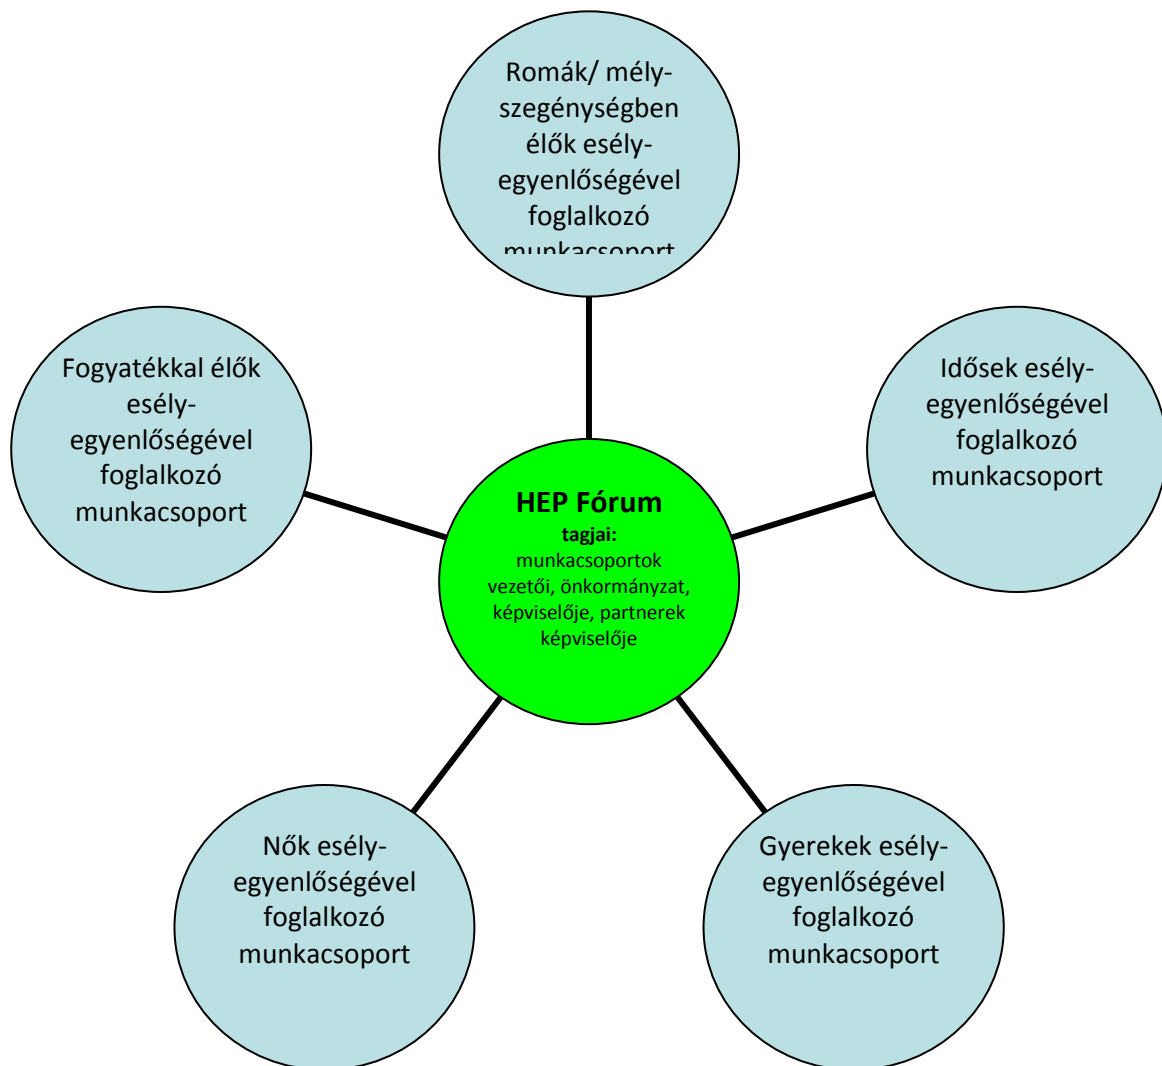 Romák/ mély-
szegénységben
élők esély-
egyenlőségével
foglalkozó
munkacsoport
Fogyatékkal élők
esély-
egyenlőségével
foglalkozó
munkacsoport
Idősek esély-
egyenlőségével
foglalkozó
munkacsoport
HEP Fórum
tagjai:
munkacsoportok
vezetői, önkormányzat,
képviselője, partnerek
képviselője
Nők esély-
egyenlőségével
foglalkozó
munkacsoport
Gyerekek esély-
egyenlőségével
foglalkozó
munkacsoport